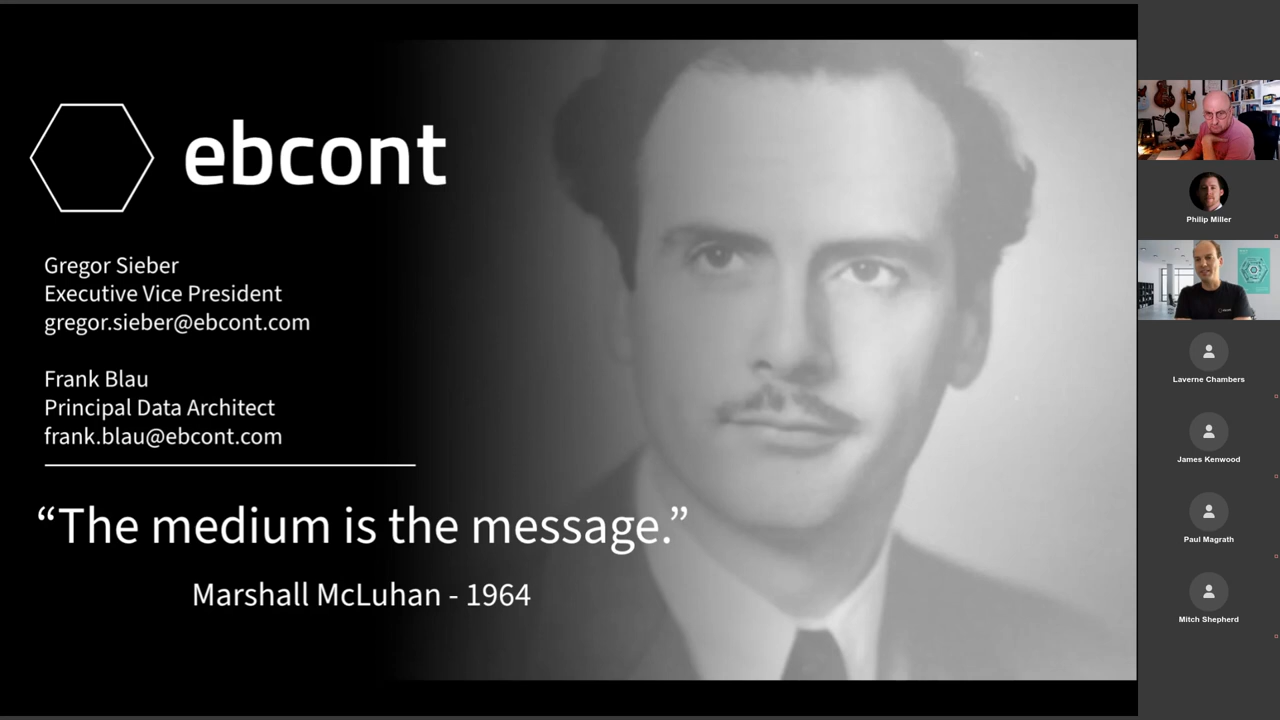 ebcont
Gregor Sieber
Executive Vice President
gregor.sieber@ebcont.com
Frank Blau
Principal Data Architect
frank.blau@ebcont.com
“The medium is the message.”
Marshall McLuhan - 1964
Philip Miller
Laverne Chambers
James Kenwood
Paul Magrath
Mitch Shepherd